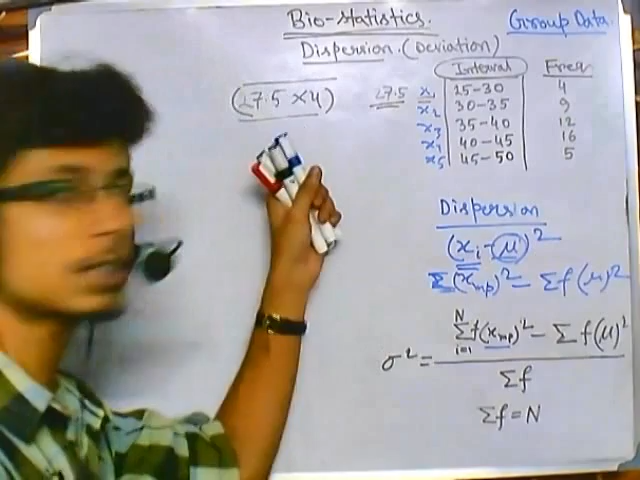 Bio-statistics.
Group Data.
Dispersion. (Deviation)
Interval Freq
(27.5 × 4) 27.5 x₁ 25-30 4
x₂ 30-35 9
x₃ 35-40 12
x₄ 40-45 16
x₅ 45-50 5
Dispersion
(xᵢ - μ)²
Σ(x_mp)² - Σf(μ)²
σ² = (Σ_{i=1}^{N} f(x_mp)² - Σf(μ)²) / Σf
Σf = N